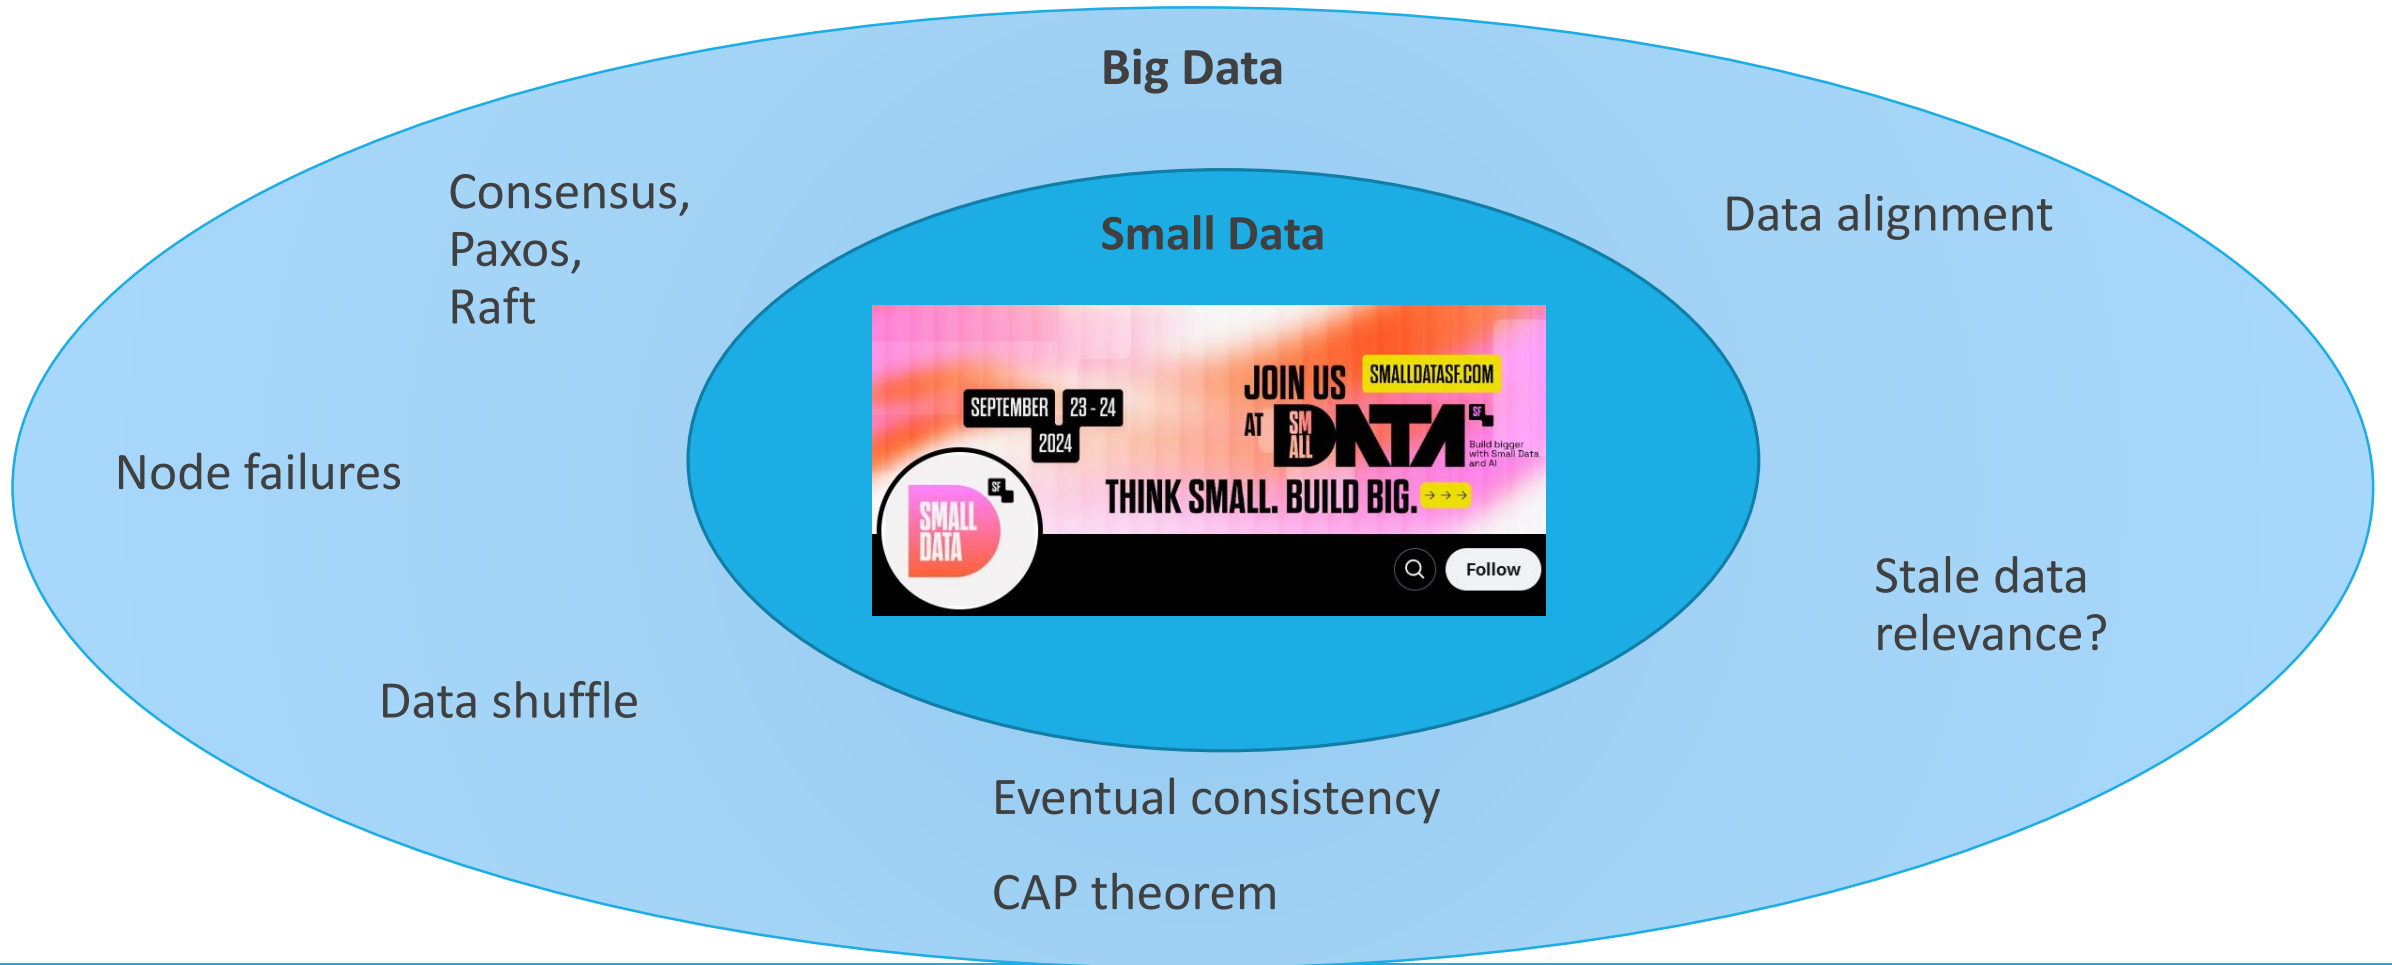 Big Data
Consensus,
Paxos,
Raft
Data alignment
Small Data
JOIN US
SMALLDATASF.COM
AT
SM
ALL
DATA
SF
Build bigger
with Small Data
and AI
SEPTEMBER
23 - 24
2024
THINK SMALL. BUILD BIG.
→ → →
SF
SMALL
DATA
Follow
Node failures
Stale data
relevance?
Data shuffle
Eventual consistency
CAP theorem